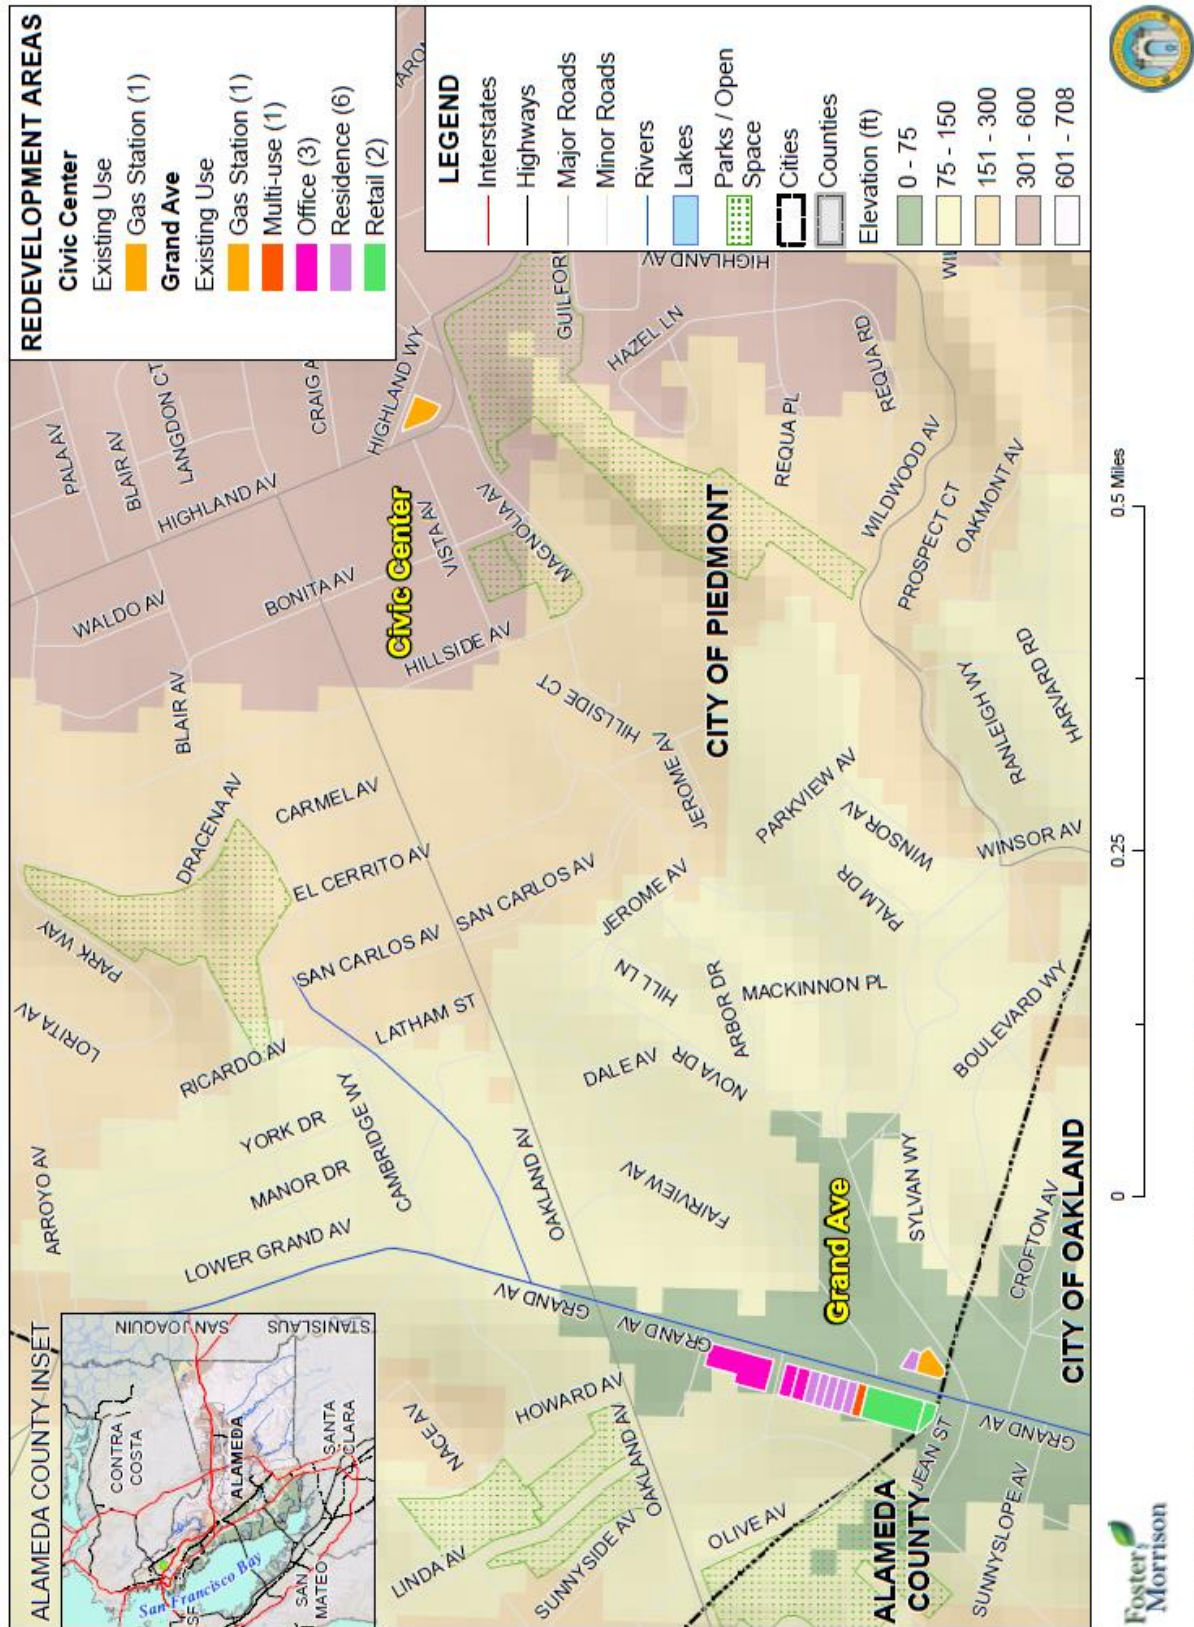 REDEVELOPMENT AREAS
Civic Center
Existing Use
Gas Station (1)
Grand Ave
Existing Use
Gas Station (1)
Multi-use (1)
Office (3)
Residence (6)
Retail (2)
LEGEND
Interstates
Highways
Major Roads
Minor Roads
Rivers
Lakes
Parks / Open
Space
Cities
Counties
Elevation (ft)
0 - 75
75 - 150
151 - 300
301 - 600
601 - 708
ALAMEDA COUNTY INSET
CONTRA
COSTA
SAN JOAQUIN
ALAMEDA
STANISLAUS
SANTA
CLARA
SAN
MATEO
SF
San Francisco Bay
ARROYO AV
LORITA AV
PARK WAY
DRACENA AV
BLAIR AV
WALDO AV
PALA AV
BLAIR AV
LANGDON CT
HIGHLAND AV
BONITA AV
CRAIG A
HIGHLAND WY
RICARDO AV
YORK DR
MANOR DR
LOWER GRAND AV
CAMBRIDGE WY
CARMEL AV
EL CERRITO AV
SAN CARLOS AV
SAN CARLOS AV
LATHAM ST
Civic Center
VISTA AV
MAGNOLIA AV
HILLSIDE AV
HILLSIDE CT
GUILFOR
HIGHLAND AV
HAZEL LN
NACE AV
HOWARD AV
LINDA AV
SUNNYSIDE AV
OAKLAND AV
OAKLAND AV
GRAND AV
GRAND AV
GRAND
JEROME AV
JEROME AV
HILL LN
DALE AV
NOVA DR
ARBOR DR
MACKINNON PL
FAIRVIEW AV
CITY OF PIEDMONT
REQUA PL
REQUA RD
WILDWOOD AV
PROSPECT CT
OAKMONT AV
WI
PARKVIEW AV
WINSOR AV
PALM DR
WINSOR AV
RANLEIGH WY
HARVARD RD
BOULEVARD WY
Grand Ave
SYLVAN WY
CROFTON AV
OLIVE AV
JEAN ST
GRAND AV
SUNNYSLOPE AV
ALAMEDA
COUNTY
CITY OF OAKLAND
0
0.25
0.5 Miles
Foster
Morrison